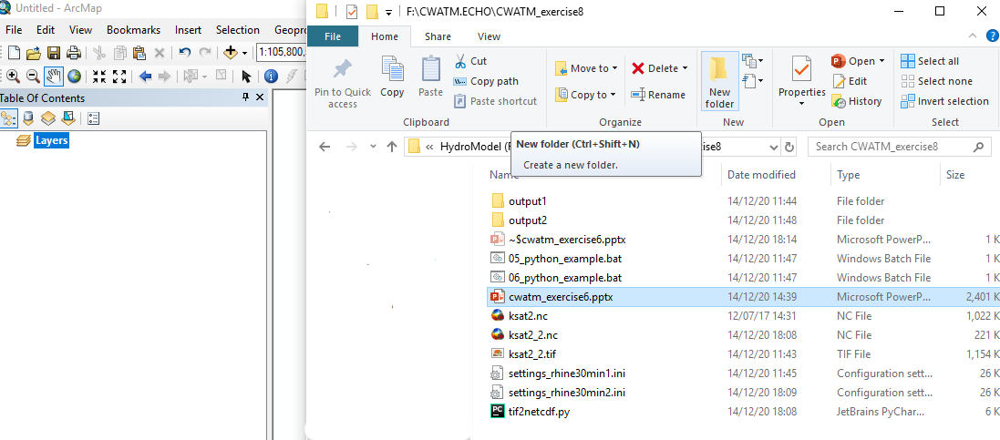 Untitled - ArcMap
File Edit View Bookmarks Insert Selection Geopro
1:105,800,
Table Of Contents
Layers
F:\CWATM.ECHO\CWATM_exercise8
File Home Share View
Pin to Quick access
Copy
Paste
Cut
Copy path
Paste shortcut
Clipboard
Move to
Copy to
Delete
Rename
Organize
New folder
New
Properties
Open
Edit
History
Open
Select all
Select none
Invert selection
Select
« HydroModel (F cise8
Search CWATM_exercise8
New folder (Ctrl+Shift+N)
Create a new folder.
Name Date modified Type Size
output1 14/12/20 11:44 File folder
output2 14/12/20 11:48 File folder
~$cwatm_exercise6.pptx 14/12/20 18:14 Microsoft PowerP... 1 K
05_python_example.bat 14/12/20 11:47 Windows Batch File 1 K
06_python_example.bat 14/12/20 11:47 Windows Batch File 1 K
cwatm_exercise6.pptx 14/12/20 14:39 Microsoft PowerP... 2,401 K
ksat2.nc 12/07/17 14:31 NC File 1,022 K
ksat2_2.nc 14/12/20 18:08 NC File 221 K
ksat2_2.tif 14/12/20 11:43 TIF File 1,154 K
settings_rhine30min1.ini 14/12/20 11:45 Configuration sett... 26 K
settings_rhine30min2.ini 14/12/20 18:09 Configuration sett... 26 K
tif2netcdf.py 14/12/20 18:08 JetBrains PyChar... 6 K